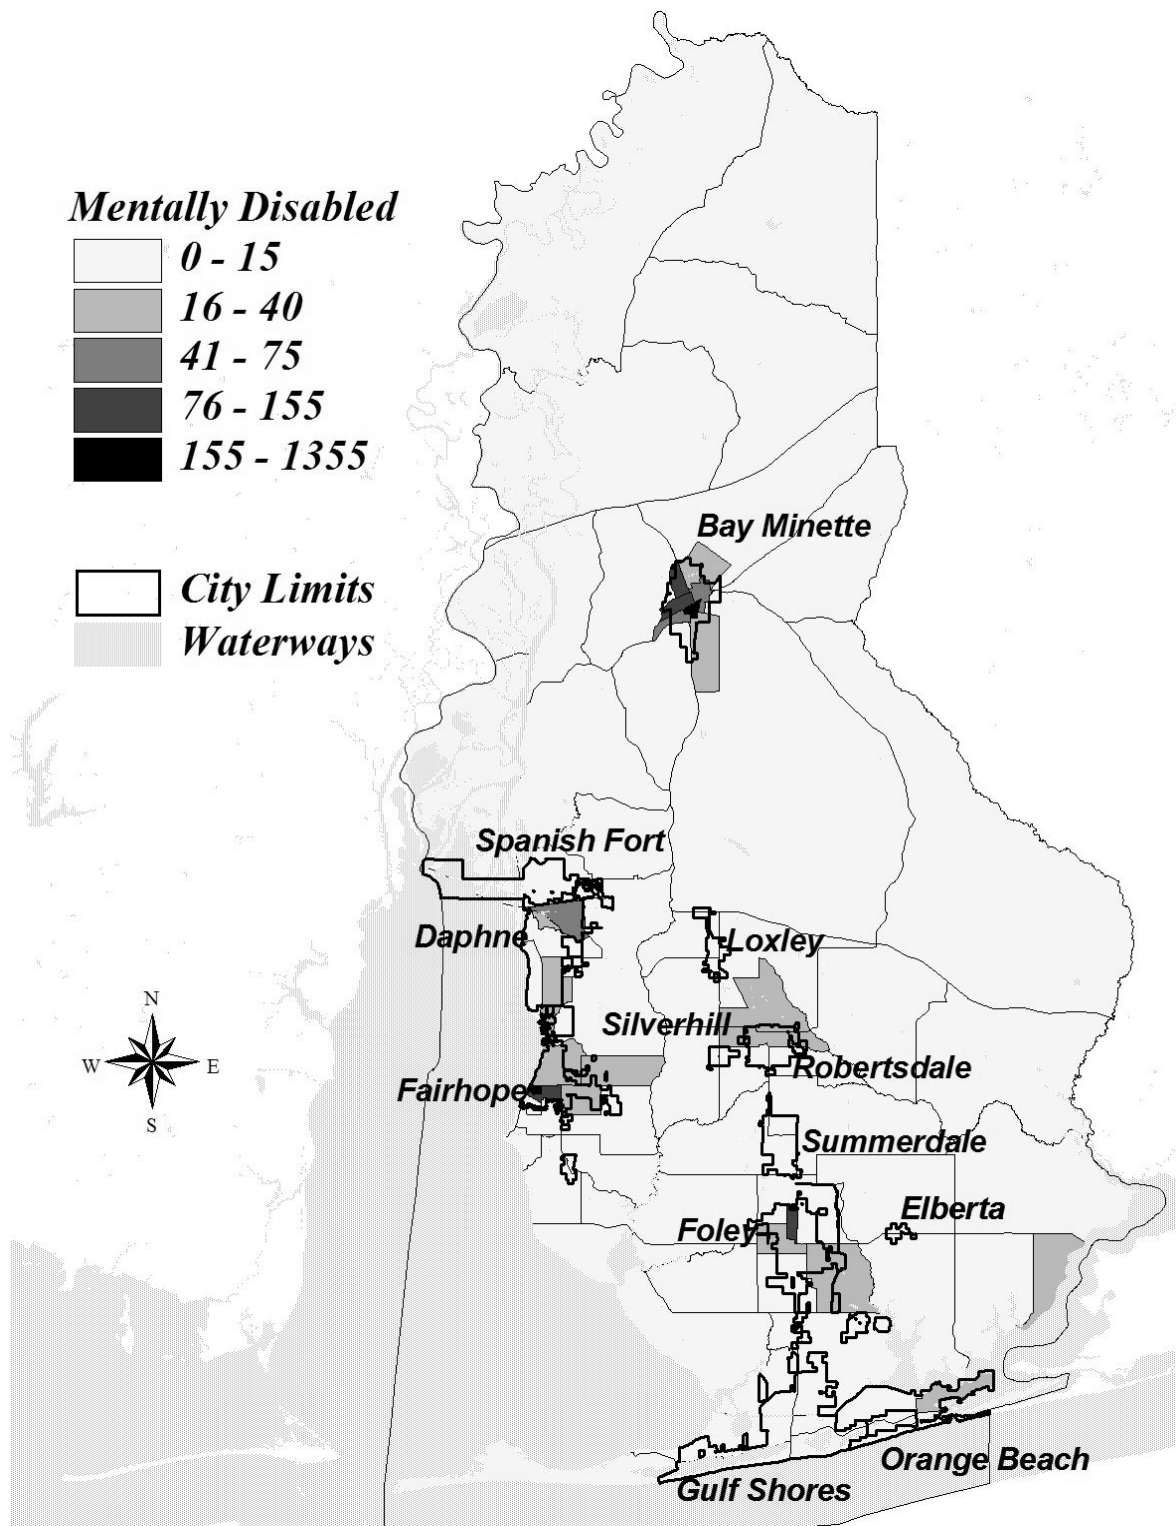 Mentally Disabled
0 - 15
16 - 40
41 - 75
76 - 155
155 - 1355
City Limits
Waterways
Bay Minette
Spanish Fort
Daphne
Loxley
N
W E
S
Silverhill
Robertsdale
Fairhope
Summerdale
Elberta
Foley
Orange Beach
Gulf Shores